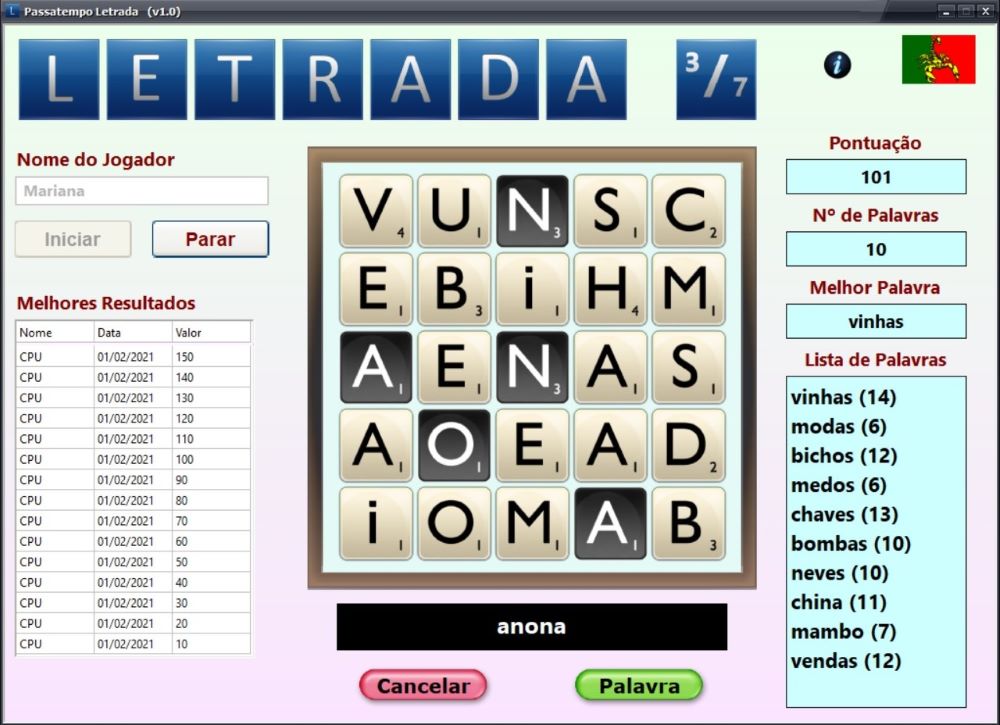 Passatempo Letrada (v1.0)
L E T R A D A 3/7
i
Nome do Jogador
Mariana
Iniciar Parar
Melhores Resultados
Nome Data Valor
CPU 01/02/2021 150
CPU 01/02/2021 140
CPU 01/02/2021 130
CPU 01/02/2021 120
CPU 01/02/2021 110
CPU 01/02/2021 100
CPU 01/02/2021 90
CPU 01/02/2021 80
CPU 01/02/2021 70
CPU 01/02/2021 60
CPU 01/02/2021 50
CPU 01/02/2021 40
CPU 01/02/2021 30
CPU 01/02/2021 20
CPU 01/02/2021 10
V4 U1 N3 S1 C2
E1 B3 i1 H4 M1
A1 E1 N3 A1 S1
A1 O1 E1 A1 D2
i1 O1 M1 A1 B3
anona
Cancelar Palavra
Pontuação
101
Nº de Palavras
10
Melhor Palavra
vinhas
Lista de Palavras
vinhas (14)
modas (6)
bichos (12)
medos (6)
chaves (13)
bombas (10)
neves (10)
china (11)
mambo (7)
vendas (12)